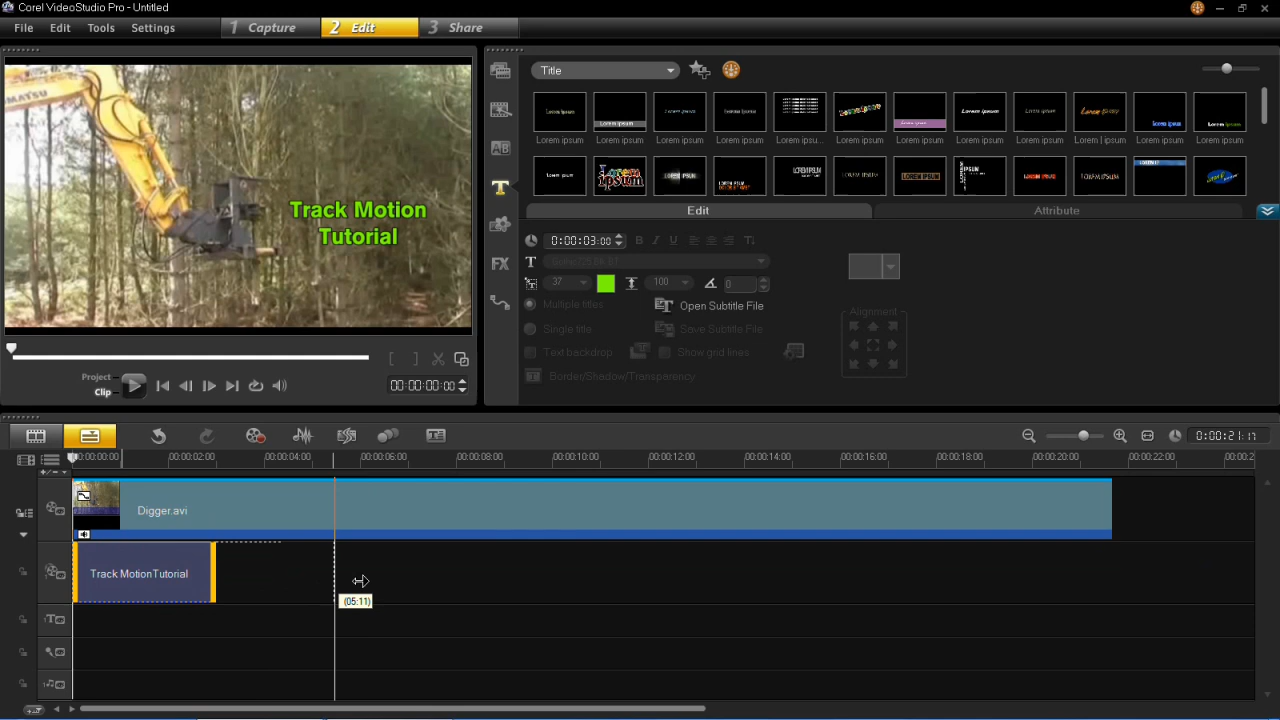 Corel VideoStudio Pro - Untitled
File Edit Tools Settings 1 Capture 2 Edit 3 Share
KOMATSU
Track Motion
Tutorial
Project
Clip
00:00:00:00
Title
Lorem ipsum Lorem ipsum Lorem ipsum Lorem ipsum Lorem ipsu... Lorem ipsum Lorem ipsum Lorem ipsum Lorem ipsum Lorem | ipsum Lorem ipsum Lorem ipsum
Edit Attribute
0:00:03:00 B I U
37 100 0
Multiple titles Open Subtitle File Alignment
Single title Save Subtitle File
Text backdrop Show grid lines
Border/Shadow/Transparency
0:00:21:17
00:00:02:00 00:00:04:00 00:00:06:00 00:00:08:00 00:00:10:00 00:00:12:00 00:00:14:00 00:00:16:00 00:00:18:00 00:00:20:00 00:00:22:00
Digger.avi
Track MotionTutorial
(05:11)